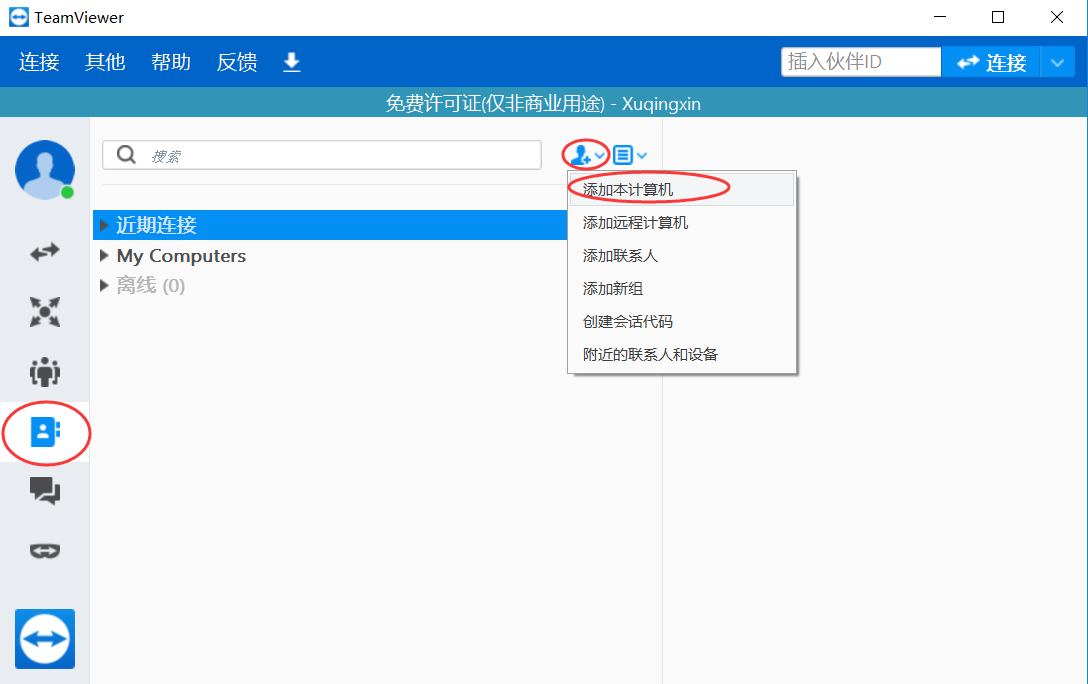 TeamViewer
连接 其他 帮助 反馈 插入伙伴ID 连接
免费许可证(仅非商业用途) - Xuqingxin
搜索
添加本计算机
添加远程计算机
添加联系人
添加新组
创建会话代码
附近的联系人和设备
近期连接
My Computers
离线 (0)